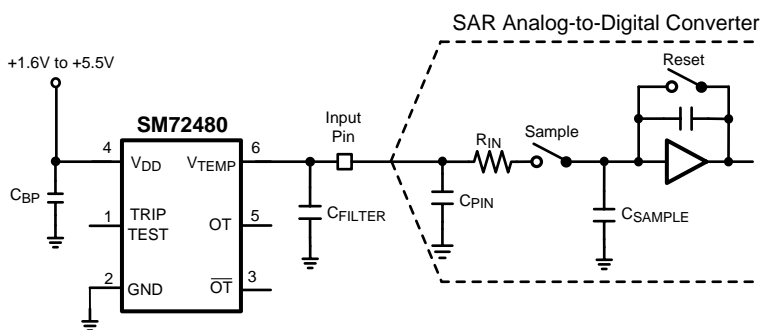 SAR Analog-to-Digital Converter
+1.6V to +5.5V
Reset
SM72480
Input
Pin
RIN
Sample
4
VDD
VTEMP
6
CBP
CFILTER
CPIN
CSAMPLE
1
TRIP
TEST
OT
5
2
GND
OT
3